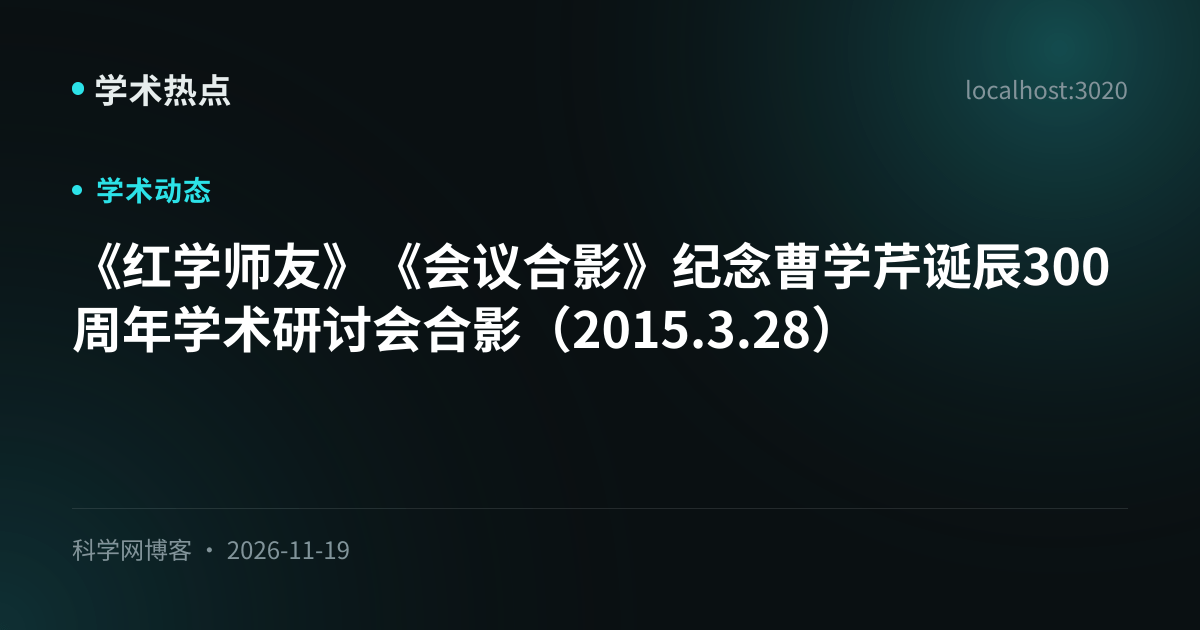 学术热点
localhost:3020
学术动态
《红学师友》《会议合影》纪念曹学芹诞辰300
周年学术研讨会合影（2015.3.28）
科学网博客 · 2026-11-19